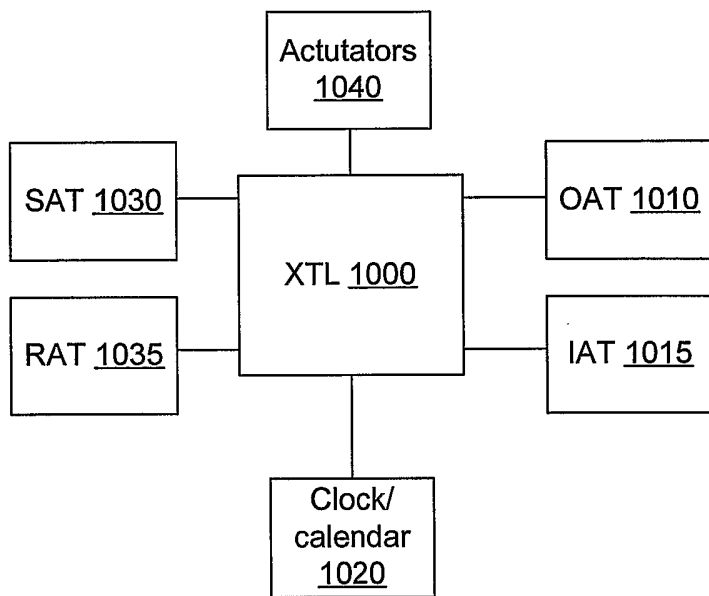 Actutators
1040
SAT 1030
OAT 1010
XTL 1000
RAT 1035
IAT 1015
Clock/
calendar
1020